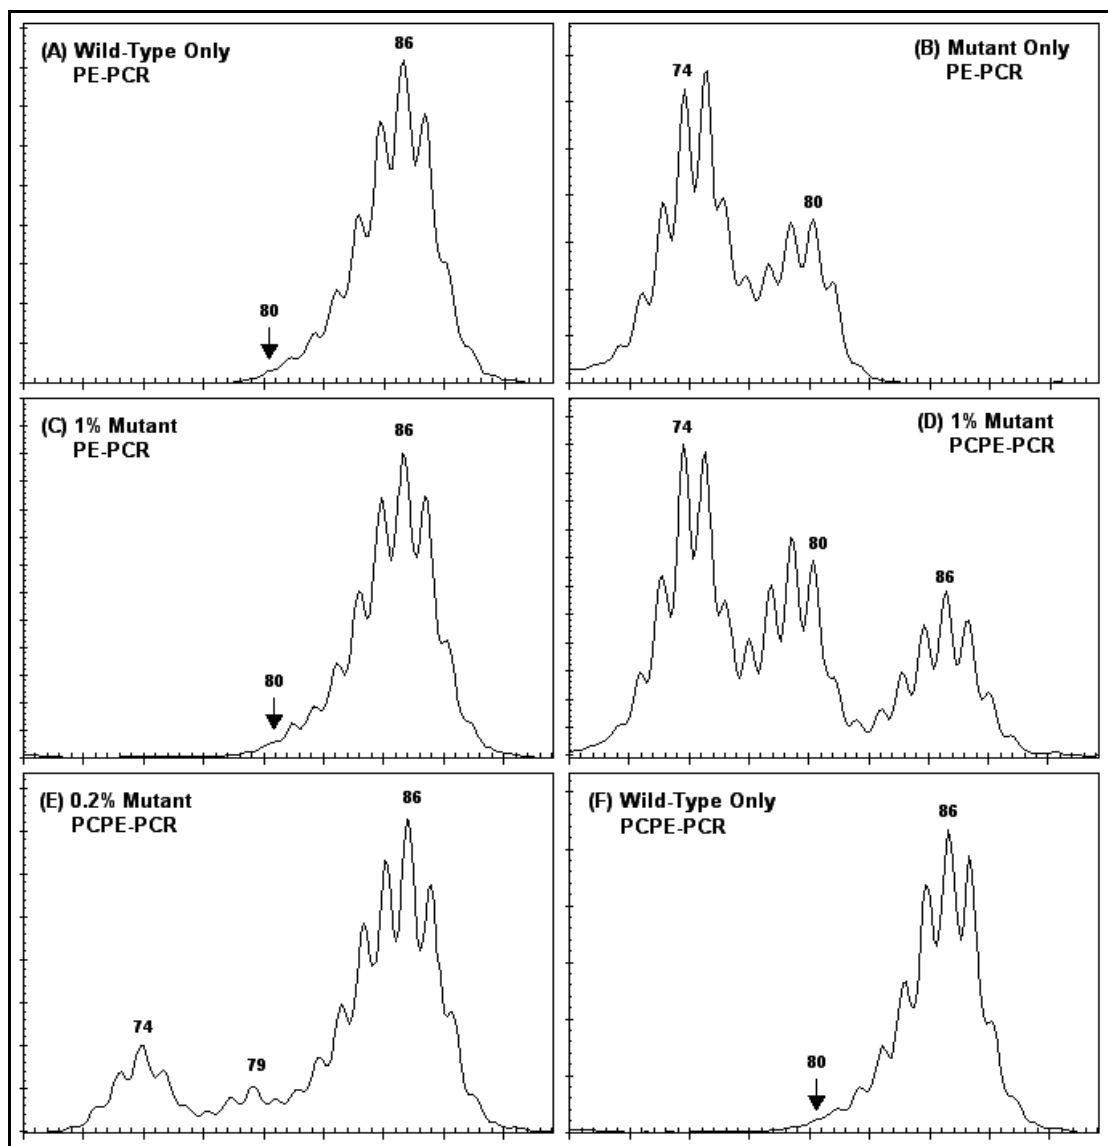 (A) Wild-Type Only
PE-PCR
86
80
(B) Mutant Only
PE-PCR
74
80
(C) 1% Mutant
PE-PCR
86
80
(D) 1% Mutant
PCPE-PCR
74
80
86
(E) 0.2% Mutant
PCPE-PCR
86
74
79
(F) Wild-Type Only
PCPE-PCR
86
80